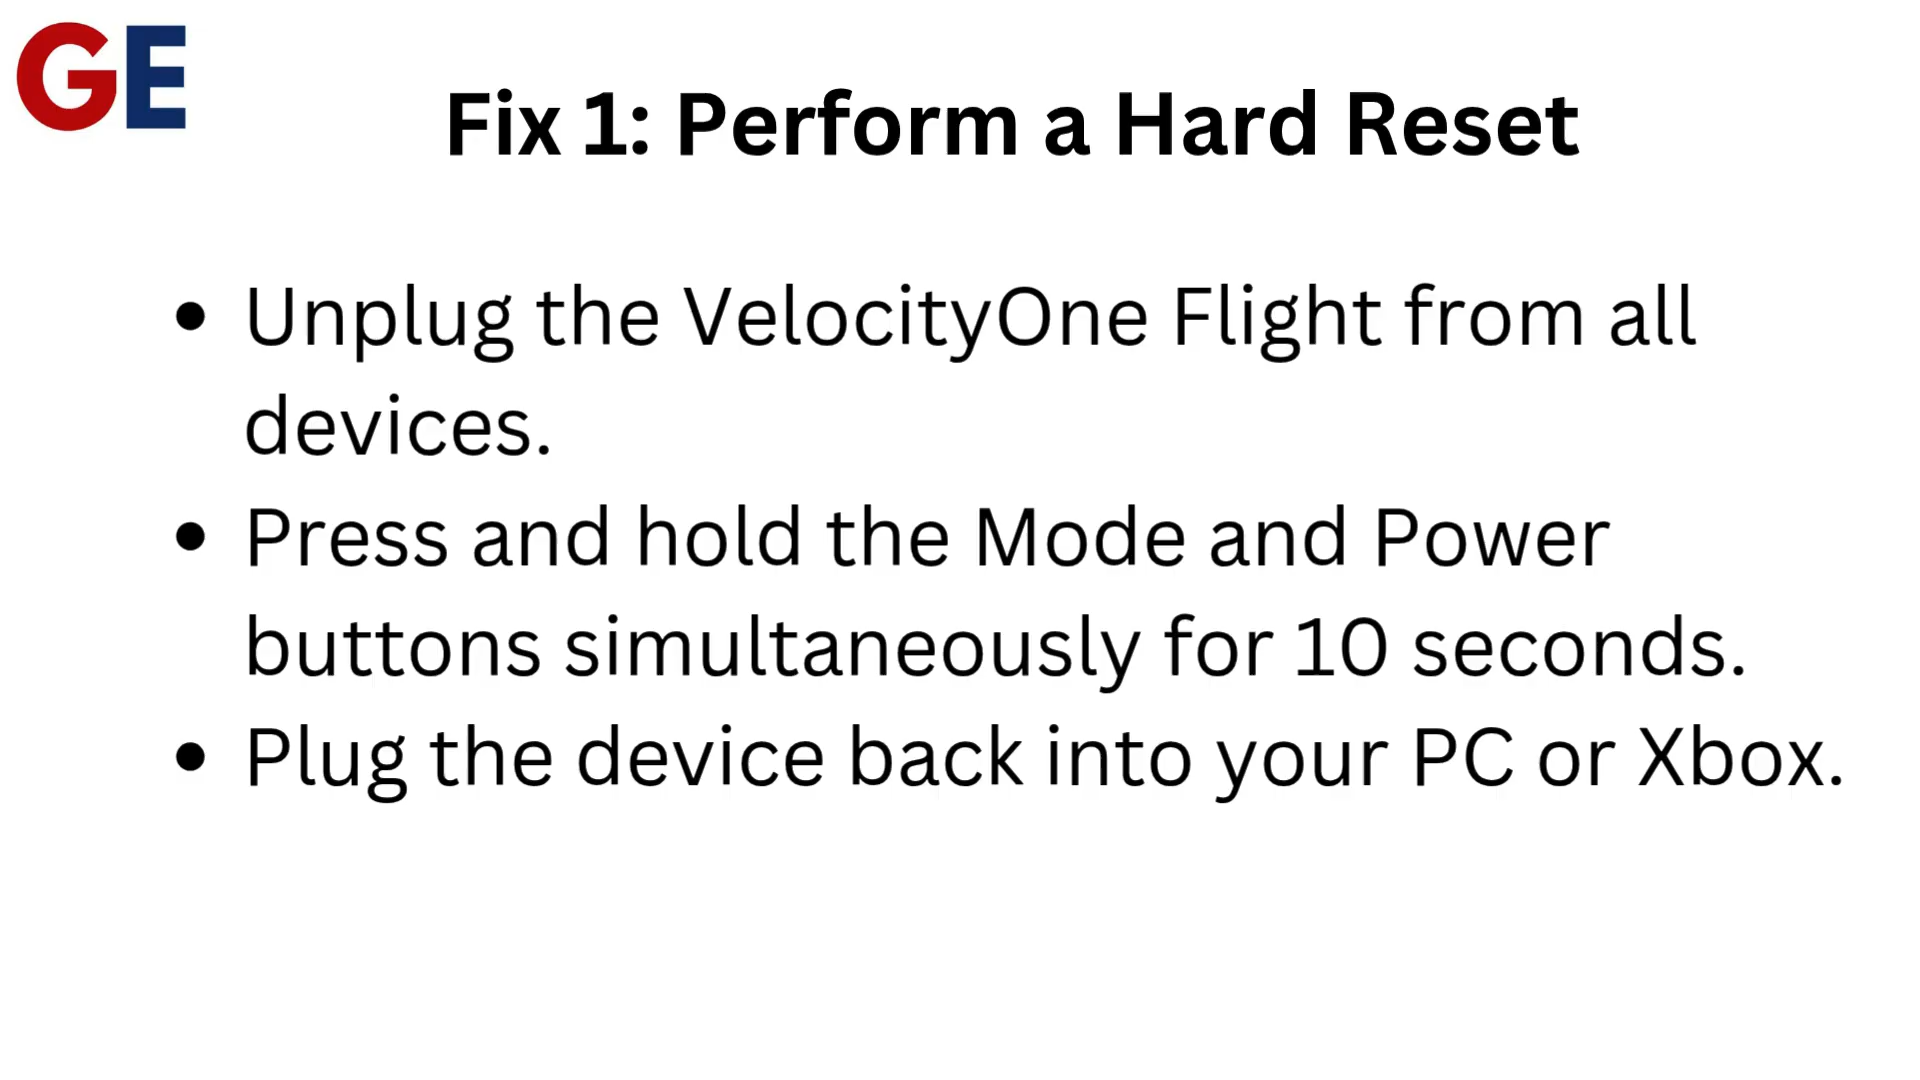 GE
Fix 1: Perform a Hard Reset
• Unplug the VelocityOne Flight from all
devices.
• Press and hold the Mode and Power
buttons simultaneously for 10 seconds.
• Plug the device back into your PC or Xbox.